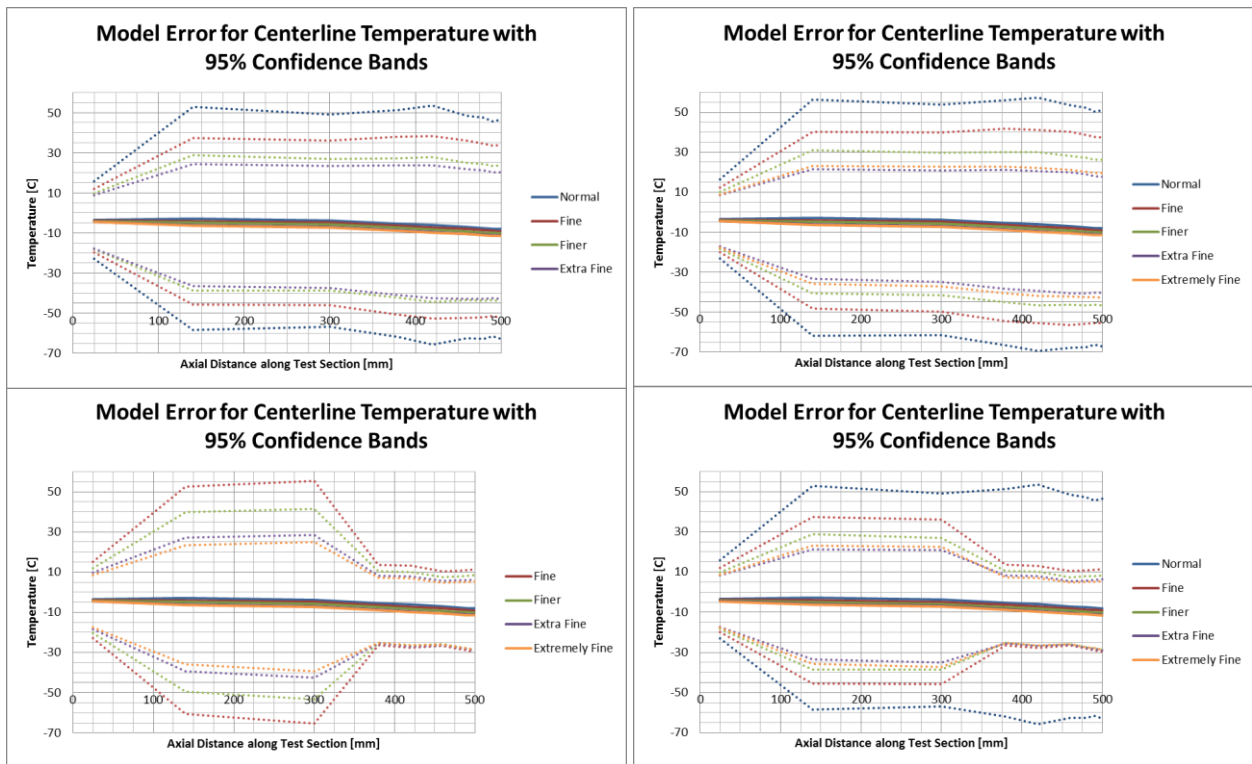 Model Error for Centerline Temperature with
95% Confidence Bands
Temperature [C]
50
30
10
-10
-30
-50
-70
0
100
200
300
400
500
Axial Distance along Test Section [mm]
Normal
Fine
Finer
Extra Fine
Model Error for Centerline Temperature with
95% Confidence Bands
Temperature [C]
50
30
10
-10
-30
-50
-70
0
100
200
300
400
500
Axial Distance along Test Section [mm]
Normal
Fine
Finer
Extra Fine
Extremely Fine
Model Error for Centerline Temperature with
95% Confidence Bands
Temperature [C]
50
30
10
-10
-30
-50
-70
0
100
200
300
400
500
Axial Distance along Test Section [mm]
Fine
Finer
Extra Fine
Extremely Fine
Model Error for Centerline Temperature with
95% Confidence Bands
Temperature [C]
50
30
10
-10
-30
-50
-70
0
100
200
300
400
500
Axial Distance along Test Section [mm]
Normal
Fine
Finer
Extra Fine
Extremely Fine